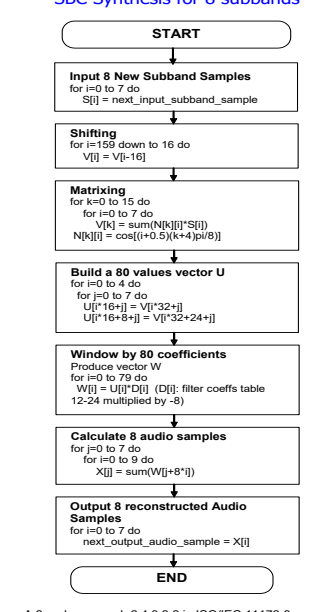 SBC Synthesis for 8 subbands
START
Input 8 New Subband Samples
for i=0 to 7 do
S[i] = next_input_subband_sample
Shifting
for i=159 down to 16 do
V[i] = V[i-16]
Matrixing
for k=0 to 15 do
for i=0 to 7 do
V[k] = sum(N[k][i]*S[i])
N[k][i] = cos[(i+0.5)(k+4)pi/8)]
Build a 80 values vector U
for i=0 to 4 do
for j=0 to 7 do
U[i*16+j] = V[i*32+j]
U[i*16+8+j] = V[i*32+24+j]
Window by 80 coefficients
Produce vector W
for i=0 to 79 do
W[i] = U[i]*D[i] (D[i]: filter coeffs table
12-24 multiplied by -8)
Calculate 8 audio samples
for j=0 to 7 do
for i=0 to 9 do
X[j] = sum(W[j+8*i])
Output 8 reconstructed Audio
Samples
for i=0 to 7 do
next_output_audio_sample = X[i]
END